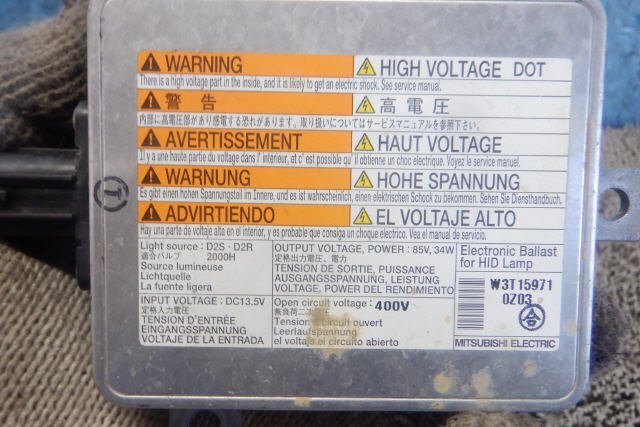 WARNING HIGH VOLTAGE DOT
There is a high voltage part in the inside, and it is likely to get an electric shock. See service manual.
警告 高電圧
内部に高電圧部があり感電する恐れがあります。取り扱いについてはサービスマニュアルを参照下さい。
AVERTISSEMENT HAUT VOLTAGE
Il y a une haute partie du voltage dans l' intérieur, et c' est possible qu'il obtienne un choc électrique. Voyez le service manuel.
WARNUNG HOHE SPANNUNG
Es gibt einen hohen Spannungsteil im Innere, und es ist wahrscheinlich, einen elektrischen Schock zu bekommen. Sehen Sie Diensthandbuch.
ADVIRTIENDO EL VOLTAJE ALTO
Hay una parte de voltaje alta en el interior, y es probable que consiga un choque eléctrico. Vea el manual de servicio.
Light source : D2S · D2R
適合バルブ 2000H
Source lumineuse
Lichtquelle
La fuente ligera
INPUT VOLTAGE : DC13.5V
定格入力電圧
TENSION D'ENTRÉE
EINGANGSSPANNUNG
VOLTAJE DE LA ENTRADA
OUTPUT VOLTAGE, POWER : 85V, 34W
定格出力電圧、電力
TENSION DE SORTIE, PUISSANCE
AUSGANGSSPANNUNG, LEISTUNG
VOLTAJE DEL RENDIMIENTO, PODER
Open circuit voltage : 400V
無負荷二次電圧
Tension circuit ouvert
Leerlaufspannung
el voltaje el circuito abierto
Electronic Ballast
for HID Lamp
W3T15971
0Z03
合
MITSUBISHI ELECTRIC
T